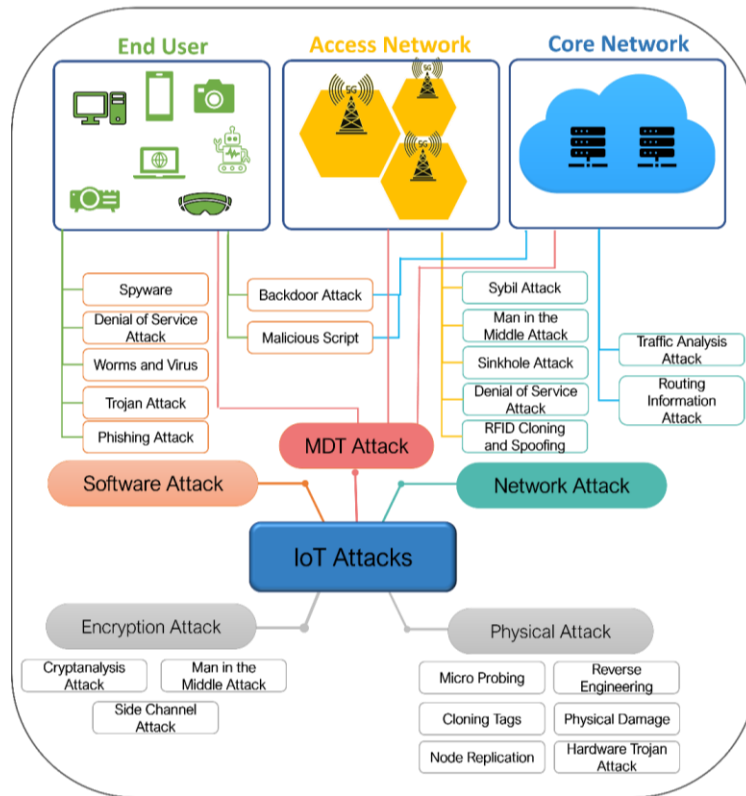 End User
Access Network
Core Network
5G
5G
5G
Spyware
Denial of Service
Attack
Worms and Virus
Trojan Attack
Phishing Attack
Backdoor Attack
Malicious Script
Sybil Attack
Man in the
Middle Attack
Sinkhole Attack
Denial of Service
Attack
RFID Cloning
and Spoofing
Traffic Analysis
Attack
Routing
Information
Attack
MDT Attack
Software Attack
Network Attack
IoT Attacks
Encryption Attack
Physical Attack
Cryptanalysis
Attack
Man in the
Middle Attack
Side Channel
Attack
Micro Probing
Reverse
Engineering
Cloning Tags
Physical Damage
Node Replication
Hardware Trojan
Attack